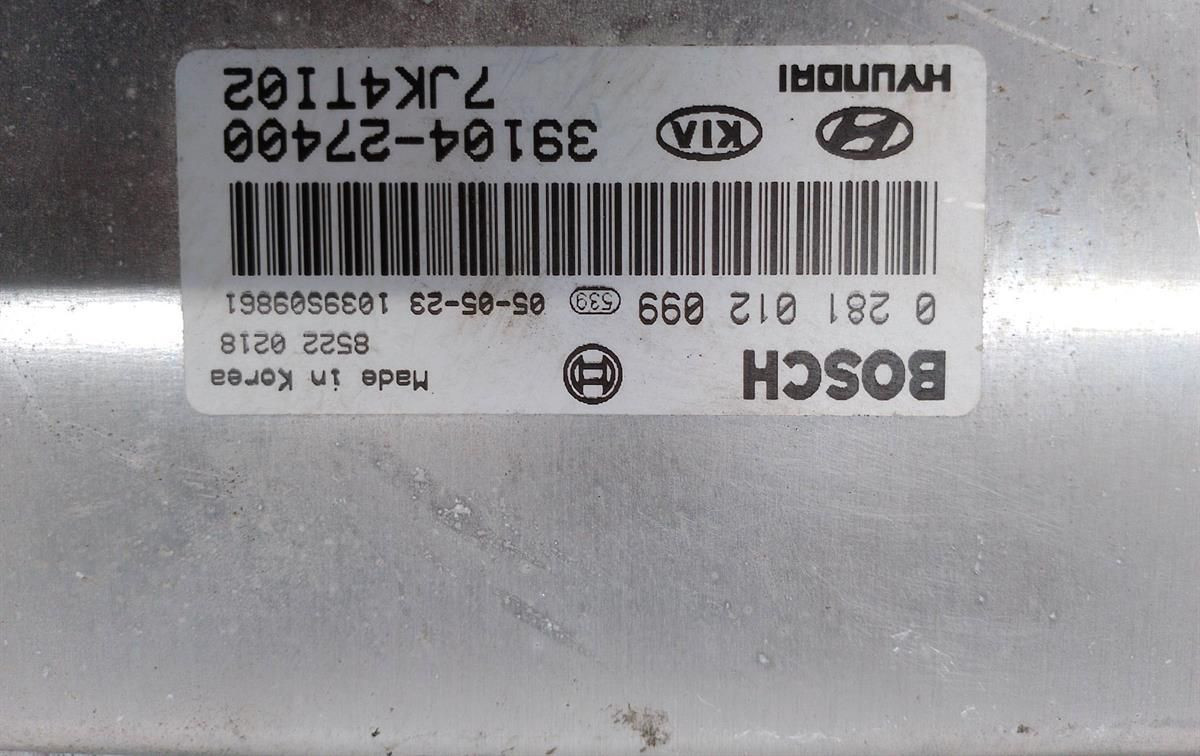 BOSCH Made in Korea
8522 0218
0 281 012 099 539 05-05-23 1039S09861
KIA 39104-27400
HYUNDAI 7JK4TI02